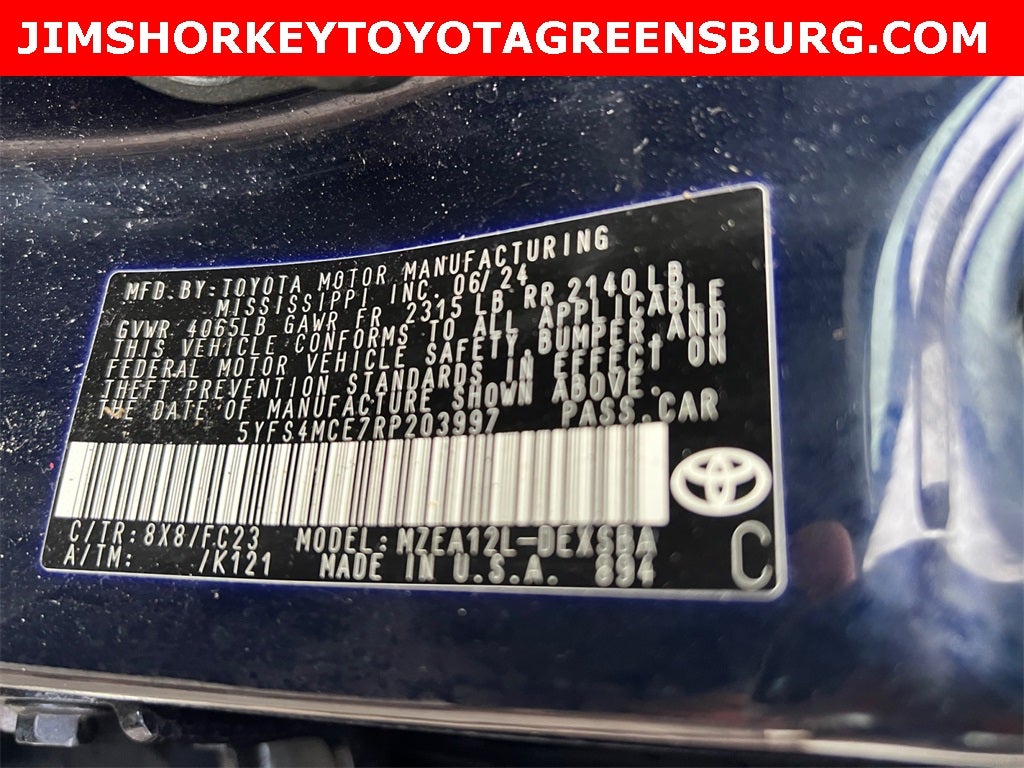 JIMSHORKEYTOYOTAGREENSBURG.COM
MFD.BY:TOYOTA MOTOR MANUFACTURING
MISSISSIPPI INC. 06/24
GVWR 4065LB GAWR FR 2315 LB RR 2140 LB
THIS VEHICLE CONFORMS TO ALL APPLICABLE
FEDERAL MOTOR VEHICLE SAFETY, BUMPER, AND
THEFT PREVENTION STANDARDS IN EFFECT ON
THE DATE OF MANUFACTURE SHOWN ABOVE.
5YFS4MCE7RP203997 PASS.CAR
C/TR:8X8/FC23 MODEL:MZEA12L-DEXSBA
A/TM: /K121 MADE IN U.S.A. 894
C